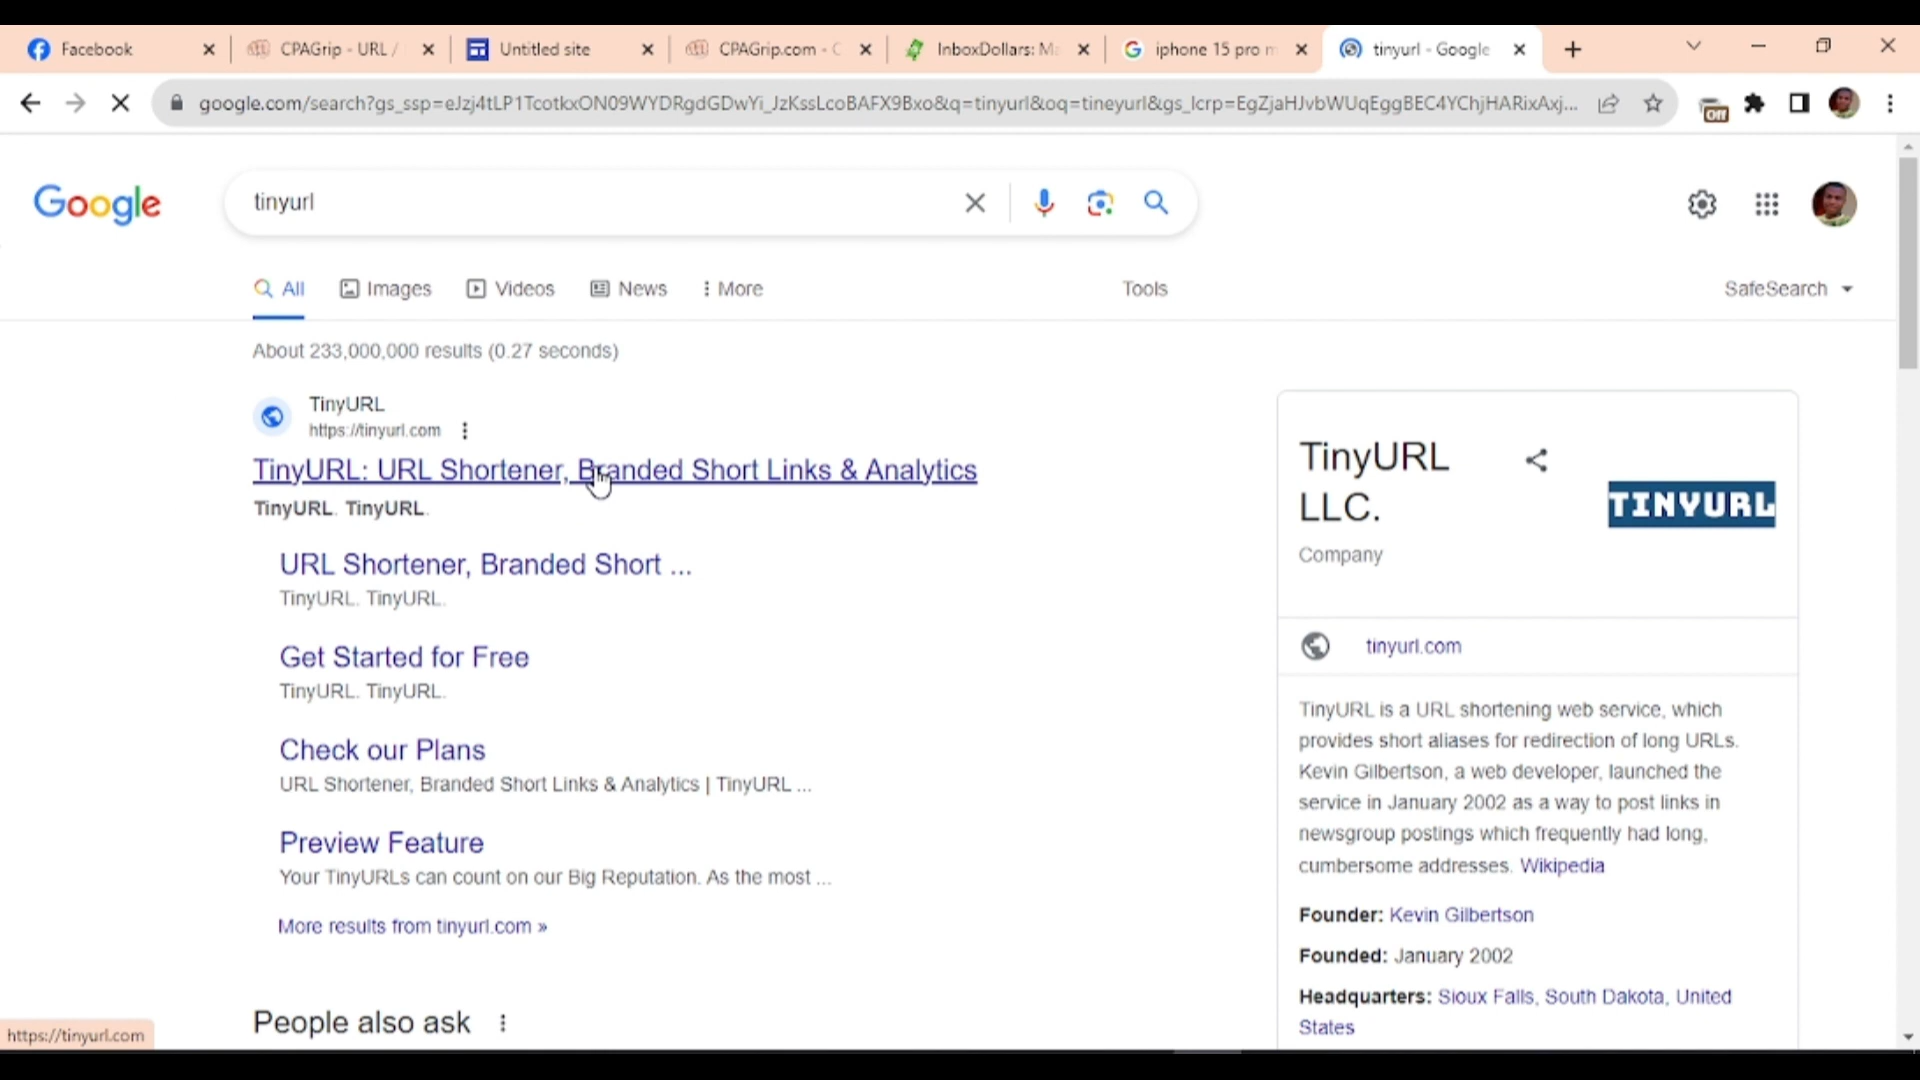 Facebook
CPAGrip - URL /
Untitled site
CPAGrip.com - C
InboxDollars: Ma
iphone 15 pro m
tinyurl - Google
google.com/search?gs_ssp=eJzj4tLP1TcotkxON09WYDRgdGDwYi_JzKssLcoBAFX9Bxo&q=tinyurl&oq=tineyurl&gs_lcrp=EgZjaHJvbWUqEggBEC4YChjHARixAxj...
Off
Google
tinyurl
All
Images
Videos
News
More
Tools
SafeSearch
About 233,000,000 results (0.27 seconds)
TinyURL
https://tinyurl.com
TinyURL: URL Shortener, Branded Short Links & Analytics
TinyURL. TinyURL.
URL Shortener, Branded Short ...
TinyURL. TinyURL.
Get Started for Free
TinyURL. TinyURL.
Check our Plans
URL Shortener, Branded Short Links & Analytics | TinyURL ...
Preview Feature
Your TinyURLs can count on our Big Reputation. As the most ...
More results from tinyurl.com »
People also ask
TinyURL
LLC.
TINYURL
Company
tinyurl.com
TinyURL is a URL shortening web service, which
provides short aliases for redirection of long URLs.
Kevin Gilbertson, a web developer, launched the
service in January 2002 as a way to post links in
newsgroup postings which frequently had long,
cumbersome addresses. Wikipedia
Founder: Kevin Gilbertson
Founded: January 2002
Headquarters: Sioux Falls, South Dakota, United
States
https://tinyurl.com